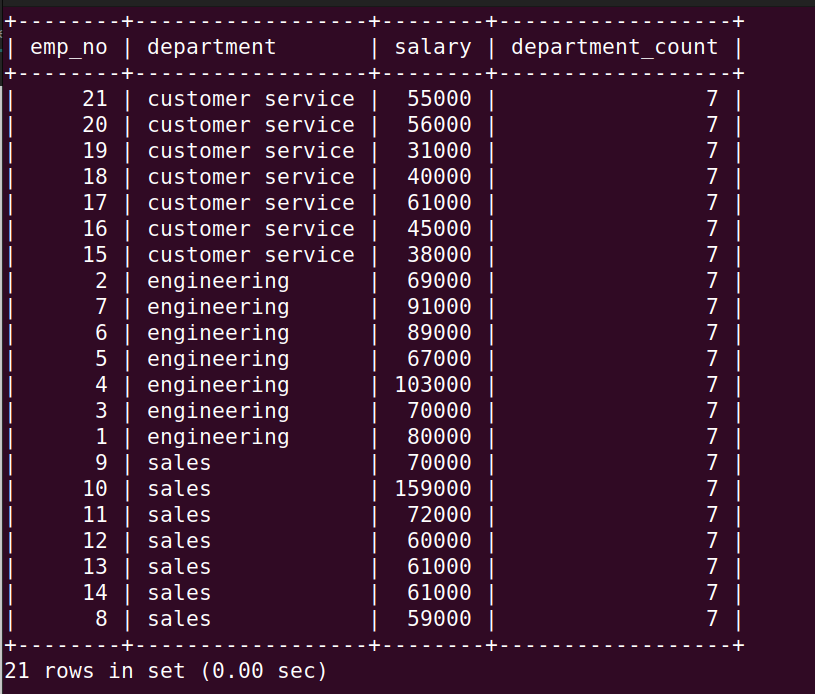 +--------+------------------+--------+------------------+
| emp_no | department       | salary | department_count |
+--------+------------------+--------+------------------+
|     21 | customer service |  55000 |                7 |
|     20 | customer service |  56000 |                7 |
|     19 | customer service |  31000 |                7 |
|     18 | customer service |  40000 |                7 |
|     17 | customer service |  61000 |                7 |
|     16 | customer service |  45000 |                7 |
|     15 | customer service |  38000 |                7 |
|      2 | engineering      |  69000 |                7 |
|      7 | engineering      |  91000 |                7 |
|      6 | engineering      |  89000 |                7 |
|      5 | engineering      |  67000 |                7 |
|      4 | engineering      | 103000 |                7 |
|      3 | engineering      |  70000 |                7 |
|      1 | engineering      |  80000 |                7 |
|      9 | sales            |  70000 |                7 |
|     10 | sales            | 159000 |                7 |
|     11 | sales            |  72000 |                7 |
|     12 | sales            |  60000 |                7 |
|     13 | sales            |  61000 |                7 |
|     14 | sales            |  61000 |                7 |
|      8 | sales            |  59000 |                7 |
+--------+------------------+--------+------------------+
21 rows in set (0.00 sec)